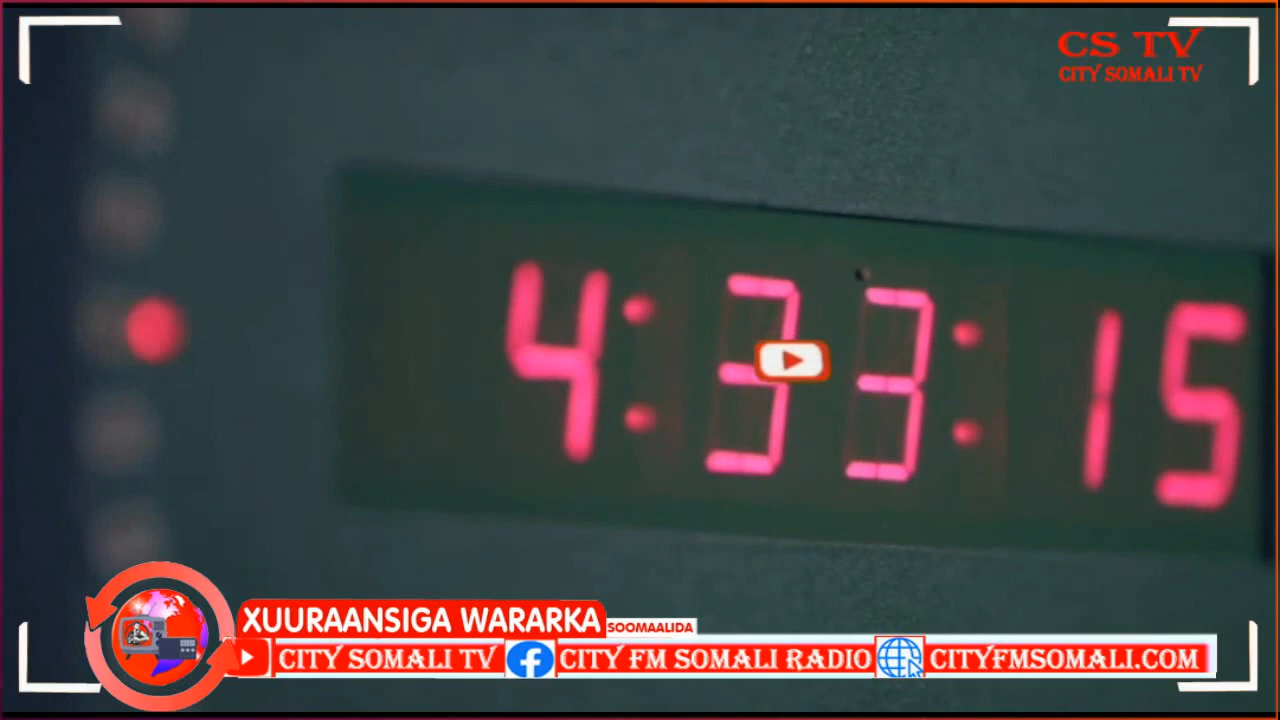 CS TV
CITY SOMALI TV
4:33:15
XUURAANSIGA WARARKA
SOOMAALIDA
CITY SOMALI TV CITY FM SOMALI RADIO CITYFMSOMALI.COM